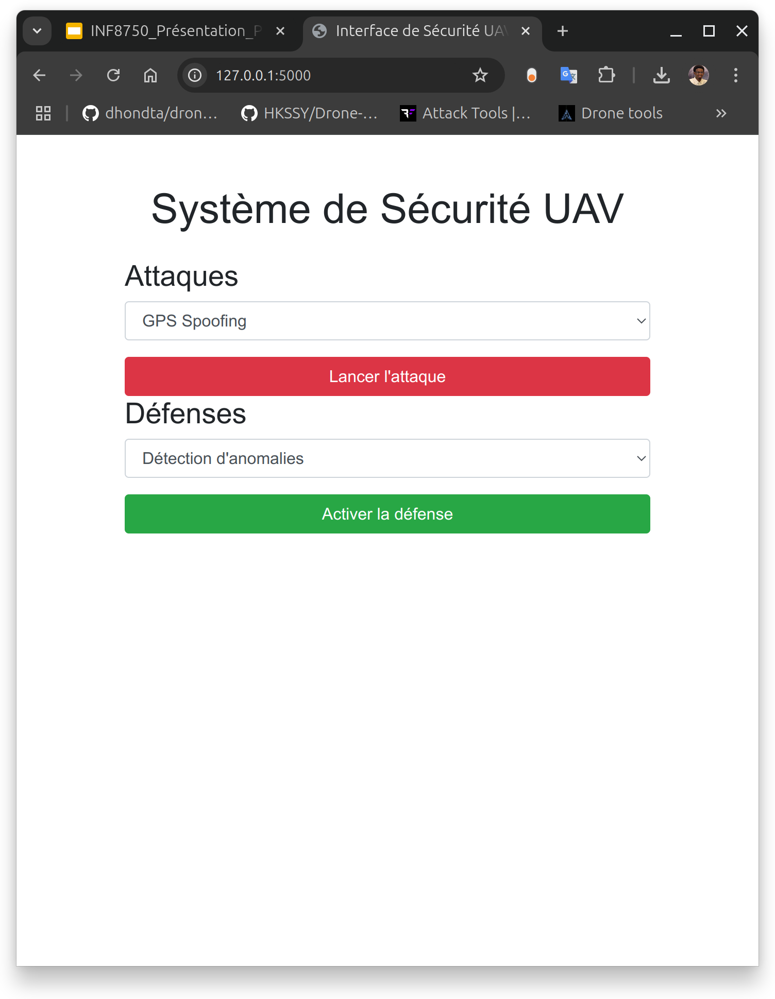 INF8750_Présentation_P
Interface de Sécurité UAV
127.0.0.1:5000
dhondta/dron...
HKSSY/Drone-...
Attack Tools |...
Drone tools
Système de Sécurité UAV
Attaques
GPS Spoofing
Lancer l'attaque
Défenses
Détection d'anomalies
Activer la défense